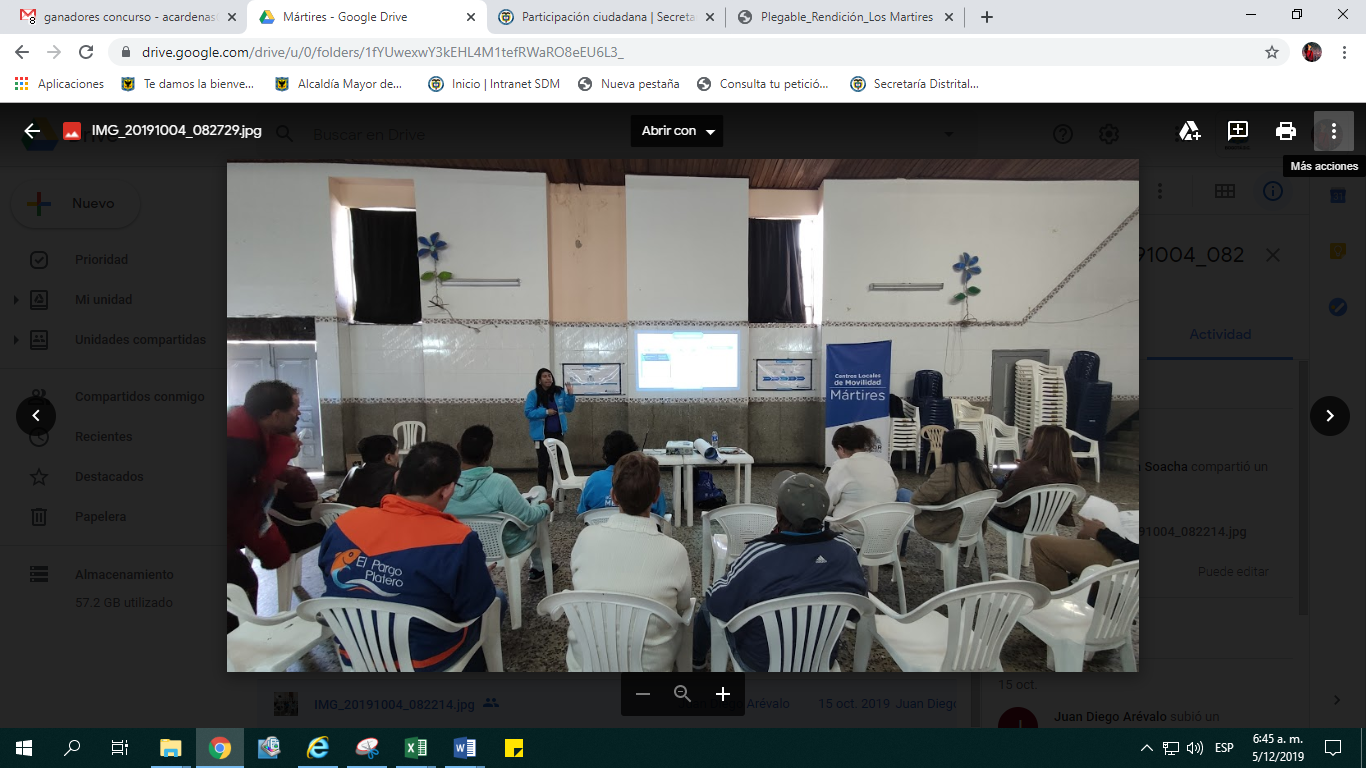 ganadores concurso - acardenas
Mártires - Google Drive
Participación ciudadana | Secreta
Plegable_Rendición_Los Martires
drive.google.com/drive/u/0/folders/1fYUwexwY3kEHL4M1tefRWaRO8eEU6L3_
Aplicaciones
Te damos la bienve...
Alcaldía Mayor de...
Inicio | Intranet SDM
Nueva pestaña
Consulta tu petició...
Secretaría Distrital...
IMG_20191004_082729.jpg
Buscar en Drive
Abrir con
Más acciones
Nuevo
Prioridad
Mi unidad
Unidades compartidas
Compartidos conmigo
Recientes
Destacados
Papelera
Almacenamiento
57.2 GB utilizado
Centros Locales
de Movilidad
Mártires
El Pargo
Platero
91004_082
Actividad
Soacha compartió un
91004_082214.jpg
Puede editar
15 oct.
Juan Diego Arévalo subió un
IMG_20191004_082214.jpg
Arévalo
15 oct. 2019
Juan Dieg
ESP
6:45 a. m.
5/12/2019